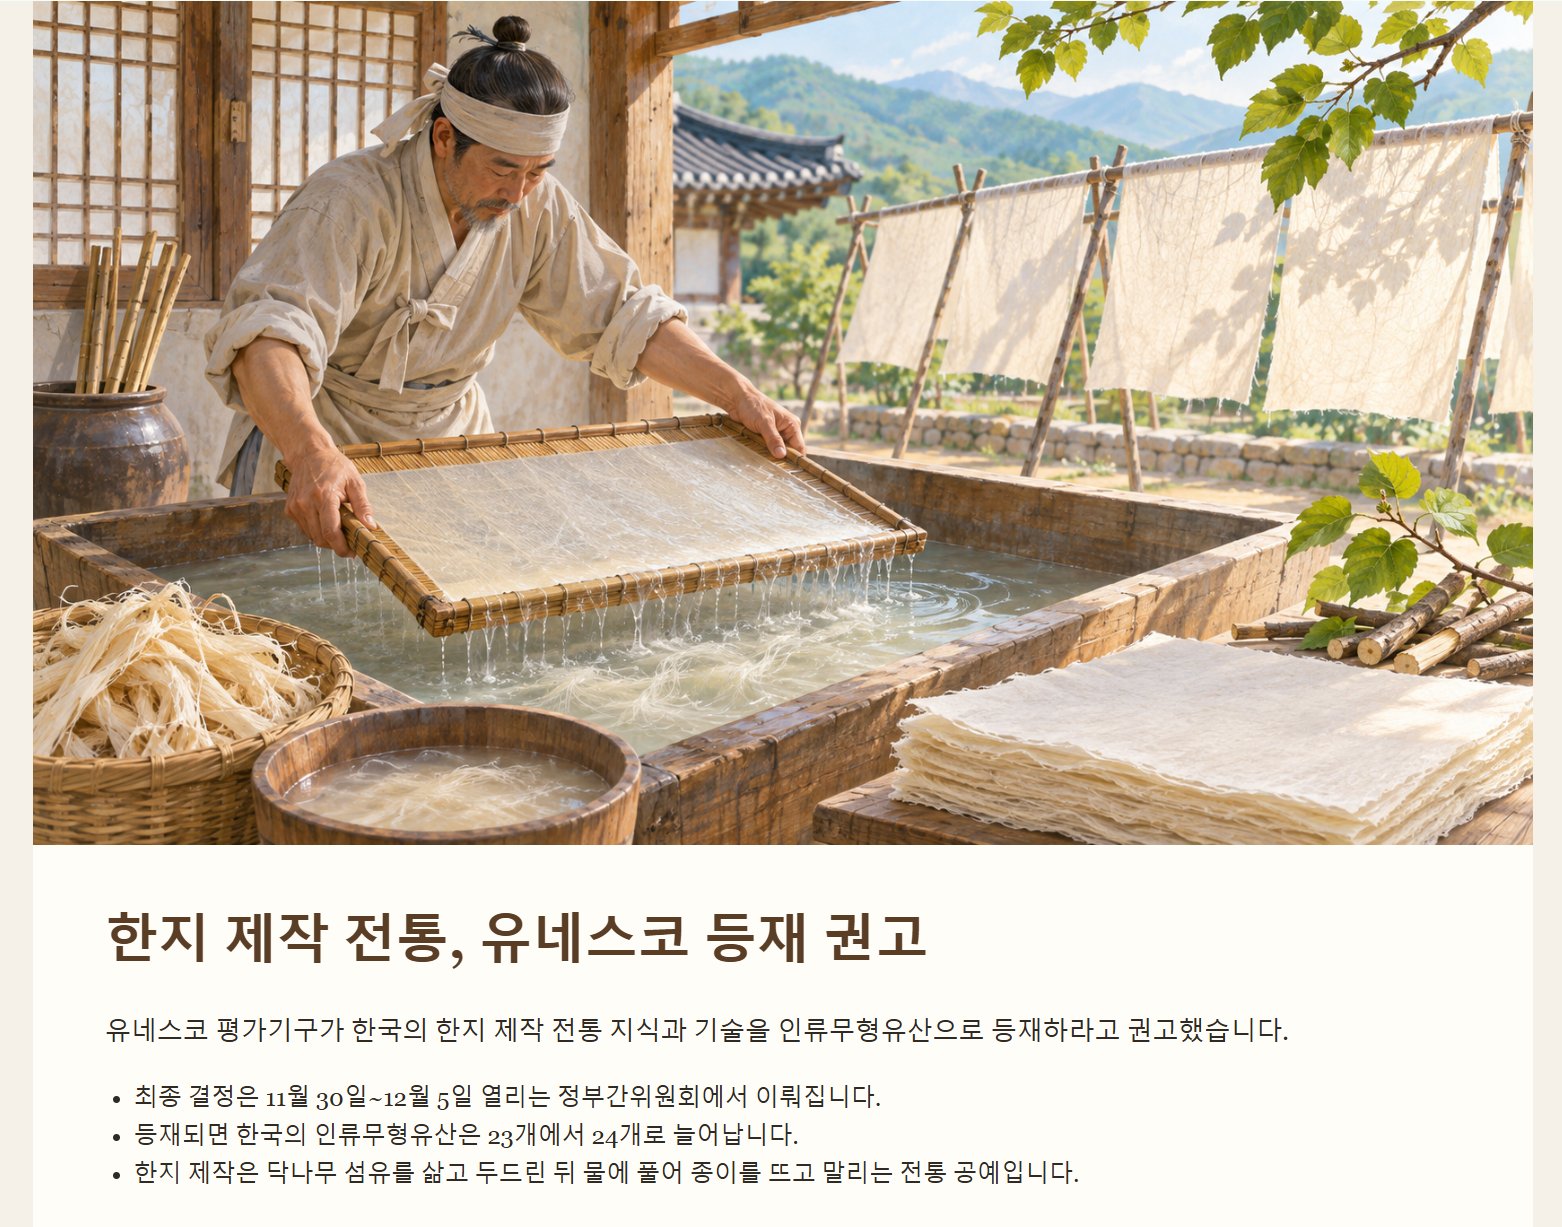 한지 제작 전통, 유네스코 등재 권고
유네스코 평가기구가 한국의 한지 제작 전통 지식과 기술을 인류무형유산으로 등재하라고 권고했습니다.
• 최종 결정은 11월 30일~12월 5일 열리는 정부간위원회에서 이뤄집니다.
• 등재되면 한국의 인류무형유산은 23개에서 24개로 늘어납니다.
• 한지 제작은 닥나무 섬유를 삶고 두드린 뒤 물에 풀어 종이를 뜨고 말리는 전통 공예입니다.